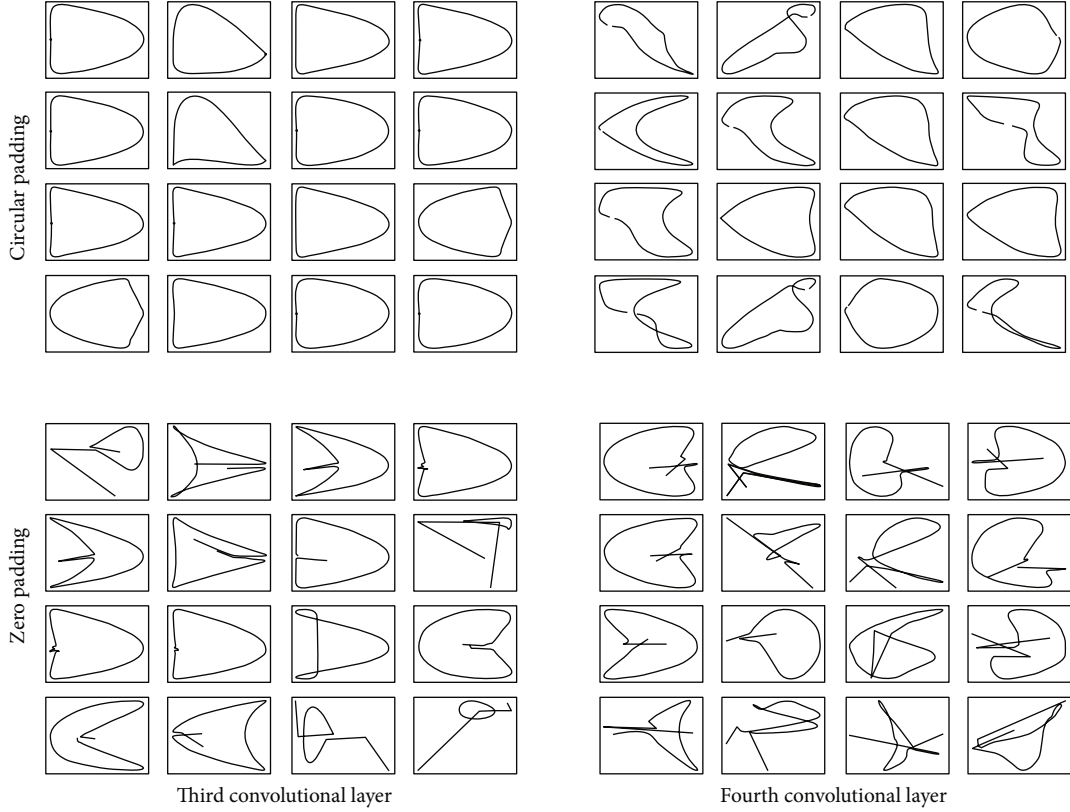 Circular padding
Zero padding
Third convolutional layer
Fourth convolutional layer